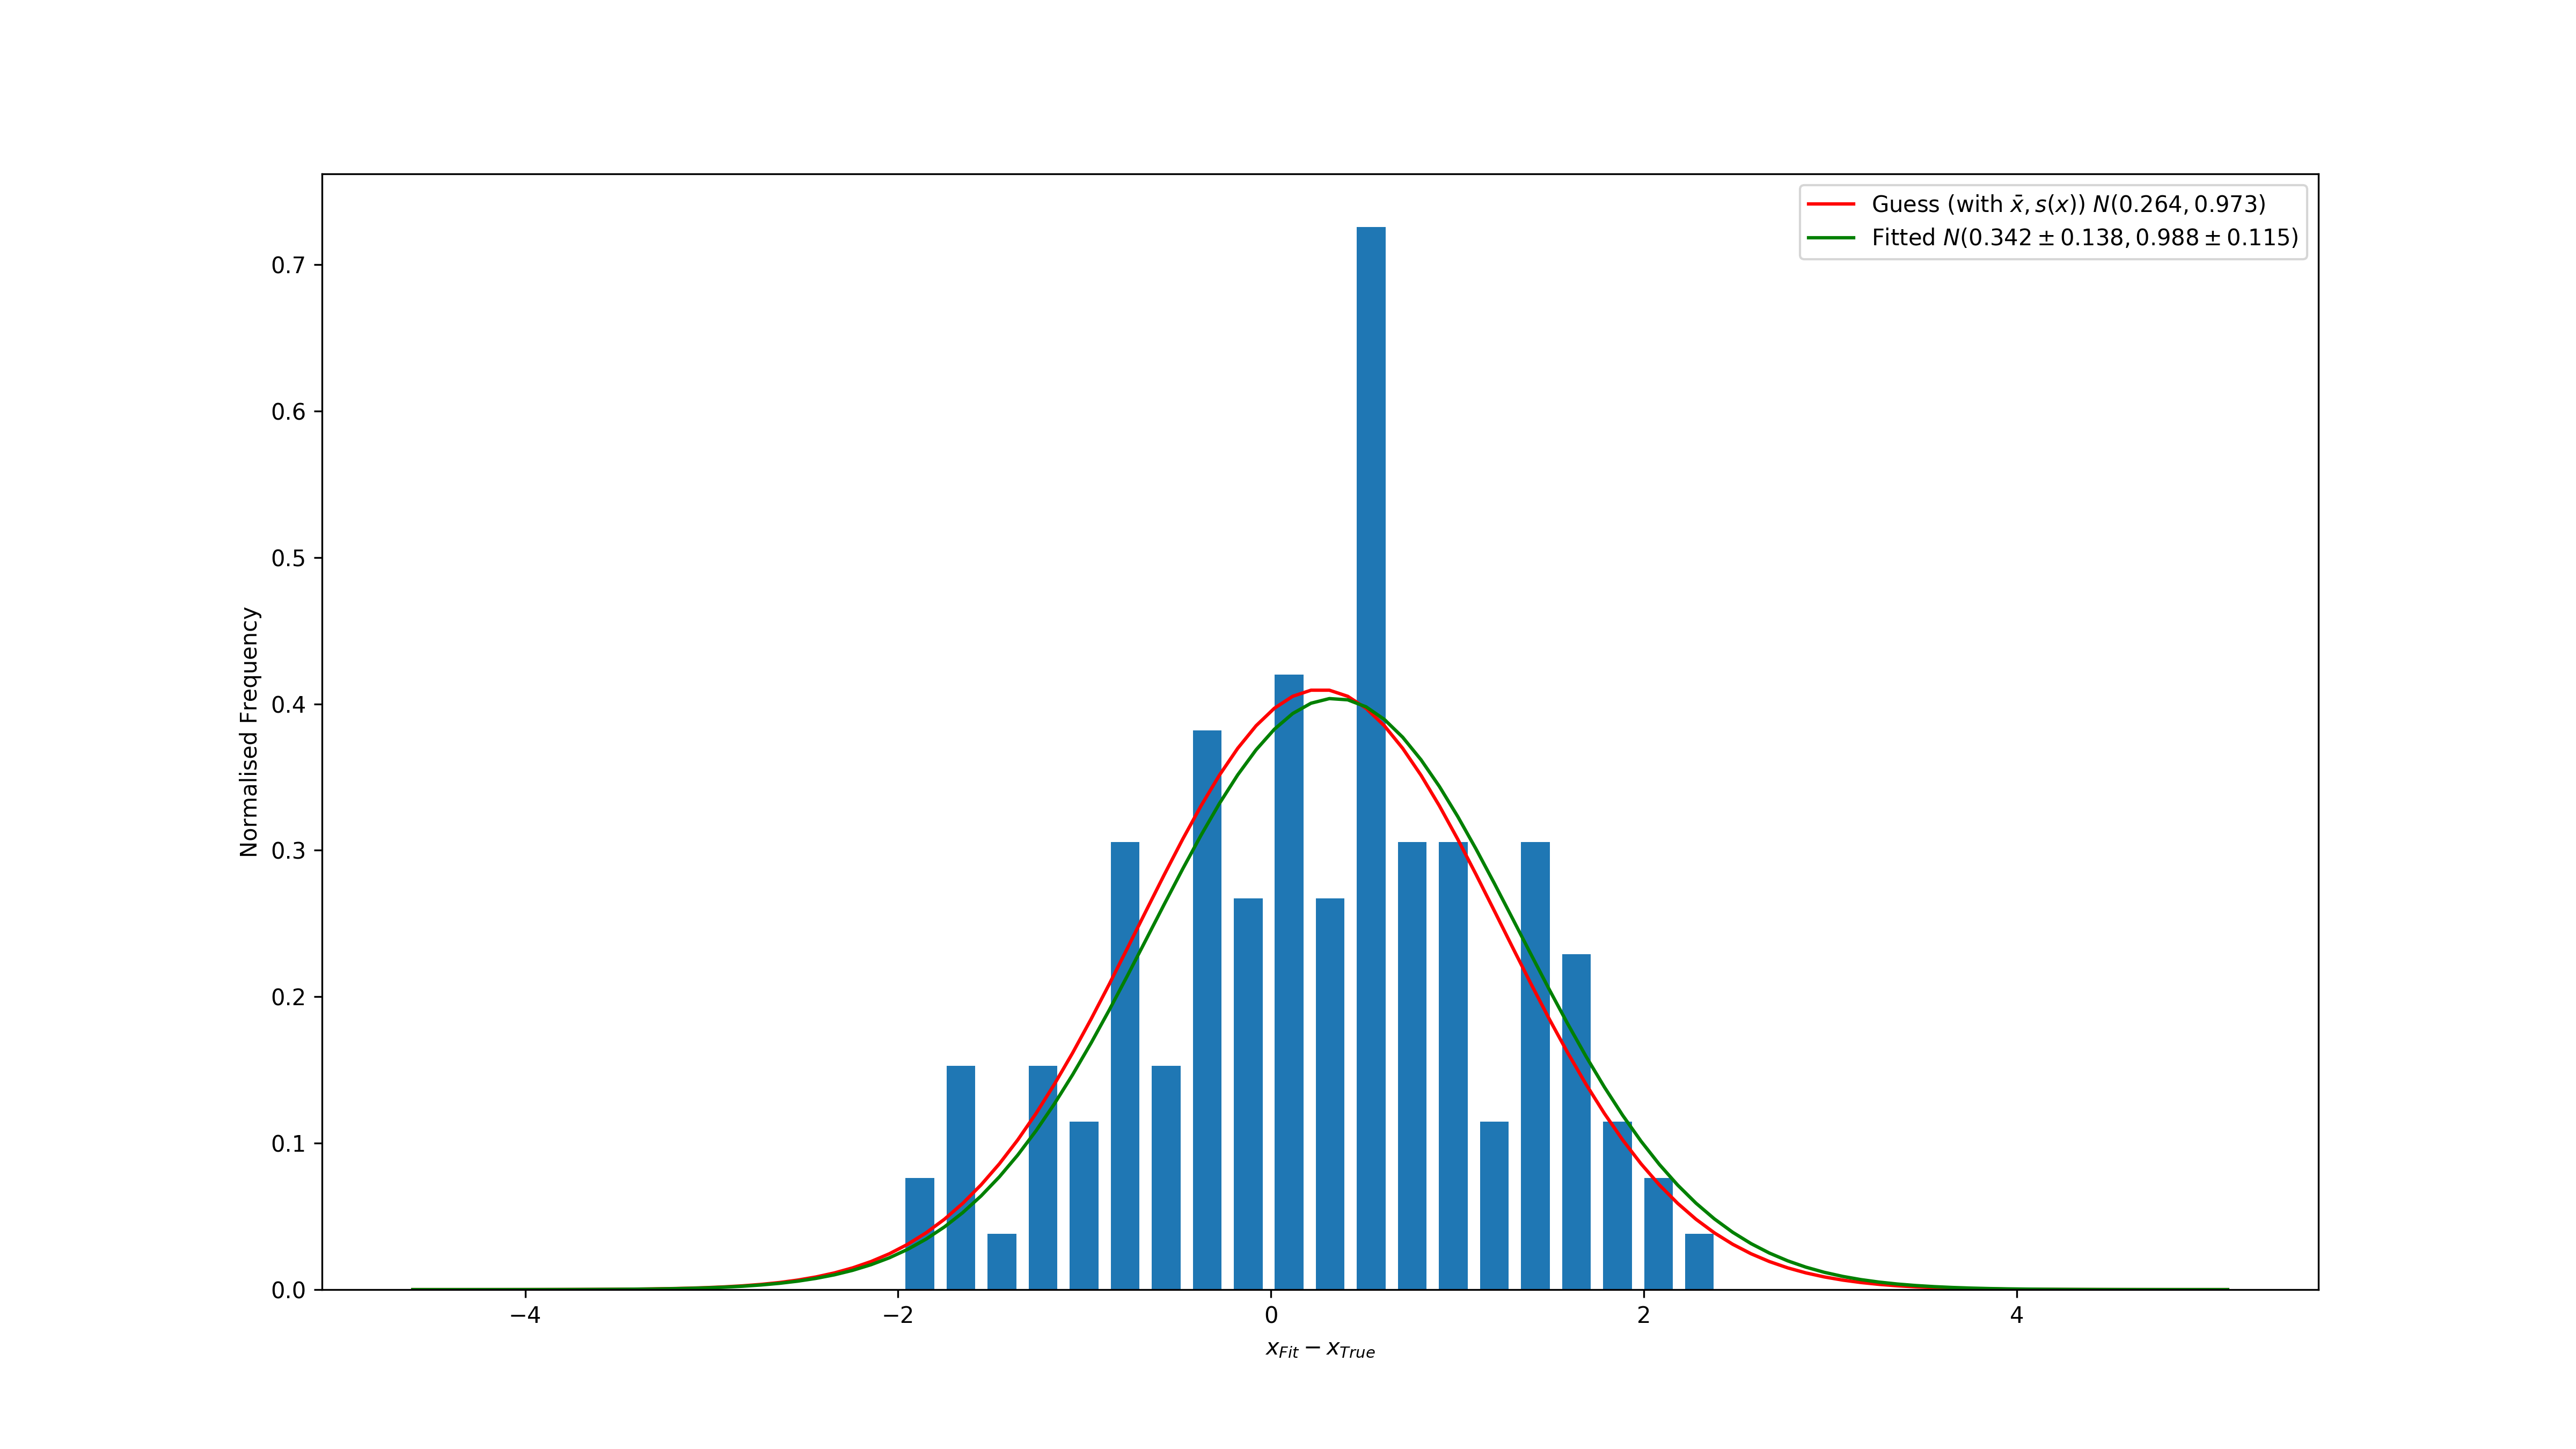 Guess (with x̄, s(x)) N(0.264, 0.973)
Fitted N(0.342 ± 0.138, 0.988 ± 0.115)
Normalised Frequency
0.7
0.6
0.5
0.4
0.3
0.2
0.1
0.0
−4 −2 0 2 4
x_Fit − x_True